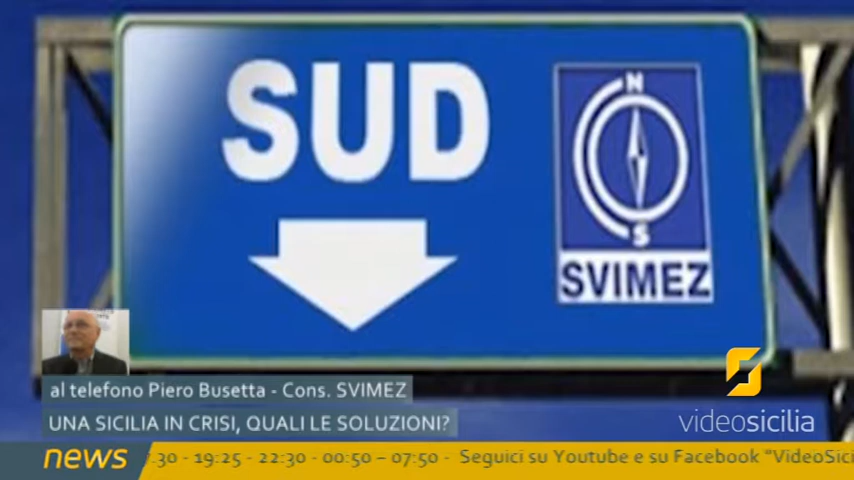 SUD
N
S
SVIMEZ
al telefono Piero Busetta - Cons. SVIMEZ
UNA SICILIA IN CRISI, QUALI LE SOLUZIONI?
videosicilia
news
.30 - 19:25 - 22:30 - 00:50 – 07:50 - Seguici su Youtube e su Facebook "VideoSici